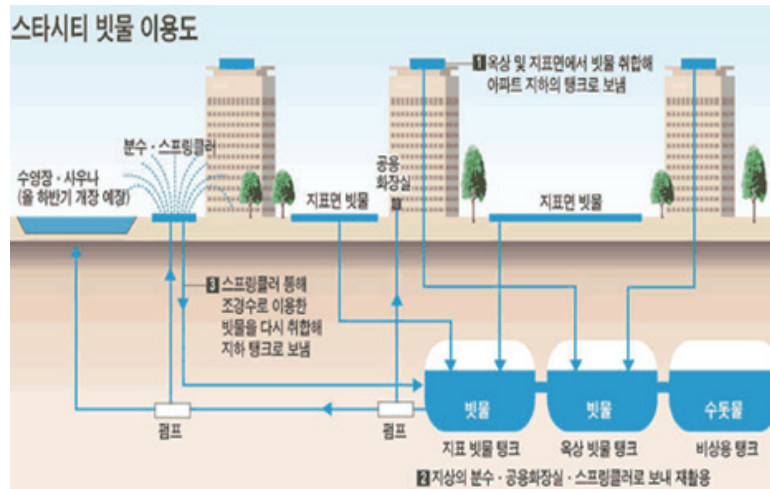 스타시티 빗물 이용도
1 옥상 및 지표면에서 빗물 취합해
아파트 지하의 탱크로 보냄
분수·스프링클러
수영장·사우나
(올 하반기 개장 예정)
공용
화장실
지표면 빗물
지표면 빗물
3 스프링클러 통해
조경수로 이용한
빗물을 다시 취합해
지하 탱크로 보냄
빗물
빗물
수돗물
펌프
펌프
지표 빗물 탱크
옥상 빗물 탱크
비상용 탱크
2 지상의 분수·공용화장실·스프링클러로 보내 재활용